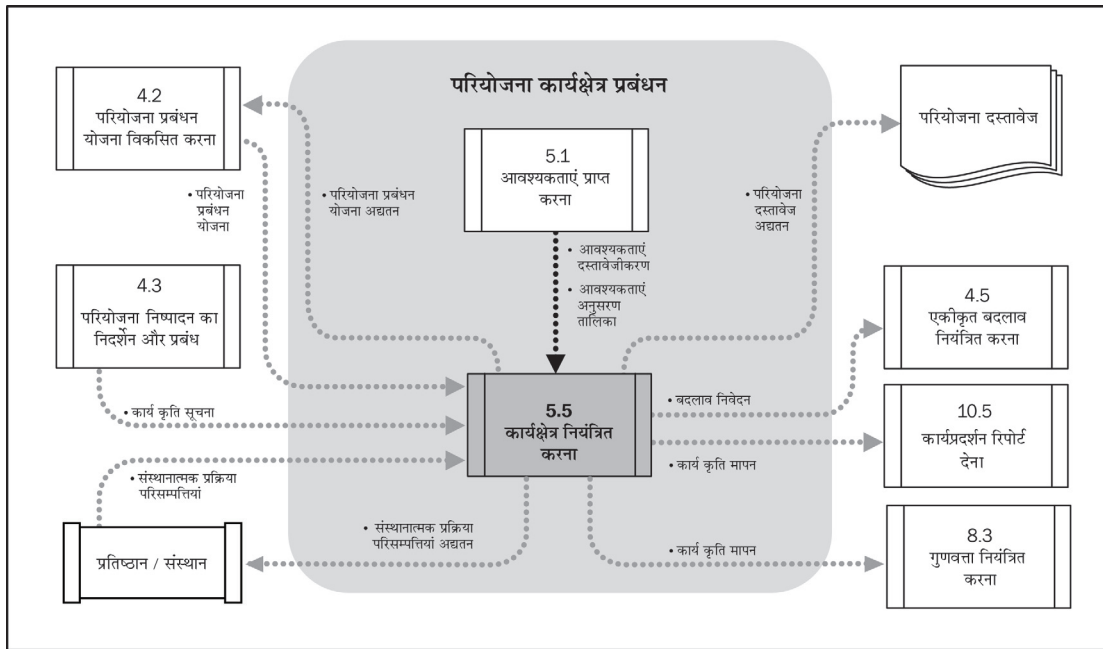 परियोजना कार्यक्षेत्र प्रबंधन
4.2
परियोजना प्रबंधन
योजना विकसित करना
• परियोजना
प्रबंधन
योजना
• परियोजना प्रबंधन
योजना अद्यतन
5.1
आवश्यकताएं प्राप्त
करना
• आवश्यकताएं
दस्तावेजीकरण
• आवश्यकताएं
अनुसरण
तालिका
परियोजना दस्तावेज
• परियोजना
दस्तावेज
अद्यतन
4.3
परियोजना निष्पादन का
निदर्शेन और प्रबंध
• कार्य कृति सूचना
• संस्थानात्मक प्रक्रिया
परिसम्पत्तियां
प्रतिष्ठान / संस्थान
5.5
कार्यक्षेत्र नियंत्रित
करना
• संस्थानात्मक प्रक्रिया
परिसम्पत्तियां अद्यतन
• बदलाव निवेदन
• कार्य कृति मापन
• कार्य कृति मापन
4.5
एकीकृत बदलाव
नियंत्रित करना
10.5
कार्यप्रदर्शन रिपोर्ट
देना
8.3
गुणवत्ता नियंत्रित
करना